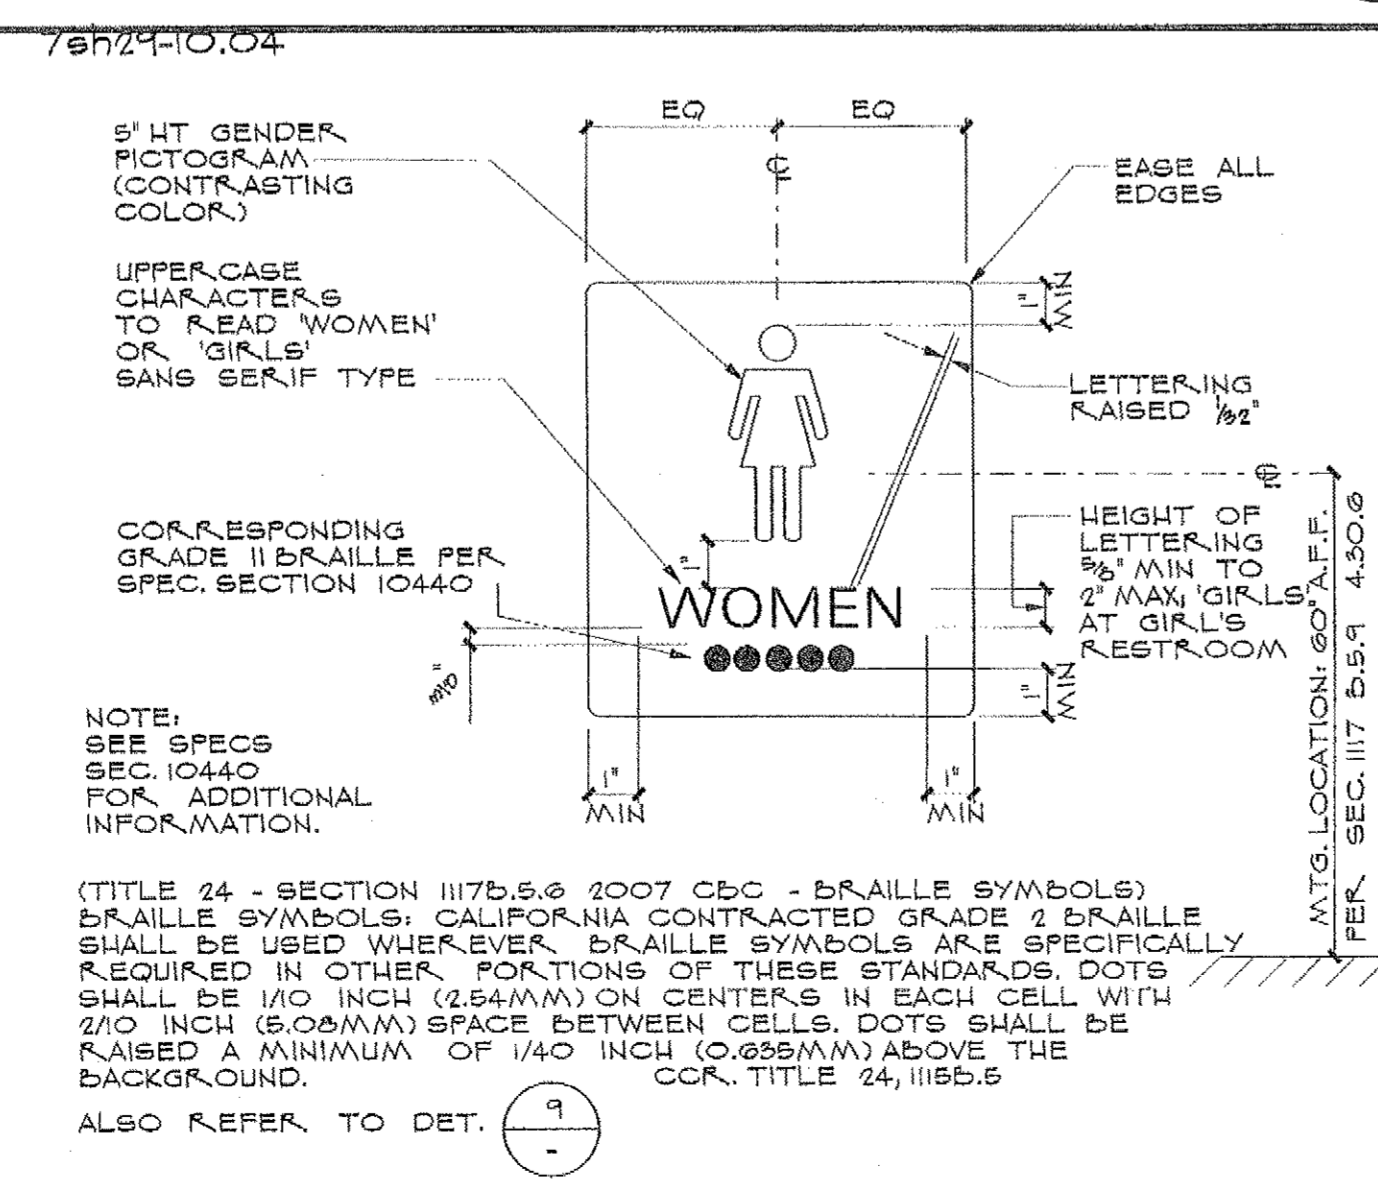 7sh29-10.04
EQ
EQ
5" HT GENDER
PICTOGRAM
(CONTRASTING
COLOR)
EASE ALL
EDGES
UPPERCASE
CHARACTERS
TO READ 'WOMEN'
OR 'GIRLS'
SANS SERIF TYPE
1"
MIN
LETTERING
RAISED 1/32"
CORRESPONDING
GRADE II BRAILLE PER
SPEC. SECTION 10440
1"
WOMEN
HEIGHT OF
LETTERING
5/8" MIN TO
2" MAX, 'GIRLS'
AT GIRL'S
RESTROOM
1"
MIN
1"
MIN
1"
MIN
MTG. LOCATION: 60" A.F.F.
PER SEC. 1117 B.5.9 4.30.6
NOTE:
SEE SPECS
SEC. 10440
FOR ADDITIONAL
INFORMATION.
(TITLE 24 - SECTION 1117B.5.6 2007 CBC - BRAILLE SYMBOLS)
BRAILLE SYMBOLS: CALIFORNIA CONTRACTED GRADE 2 BRAILLE
SHALL BE USED WHEREVER BRAILLE SYMBOLS ARE SPECIFICALLY
REQUIRED IN OTHER PORTIONS OF THESE STANDARDS. DOTS
SHALL BE 1/10 INCH (2.54MM) ON CENTERS IN EACH CELL WITH
2/10 INCH (5.08MM) SPACE BETWEEN CELLS. DOTS SHALL BE
RAISED A MINIMUM OF 1/40 INCH (0.635MM) ABOVE THE
BACKGROUND.
CCR. TITLE 24, 1115B.5
ALSO REFER TO DET.
9
-